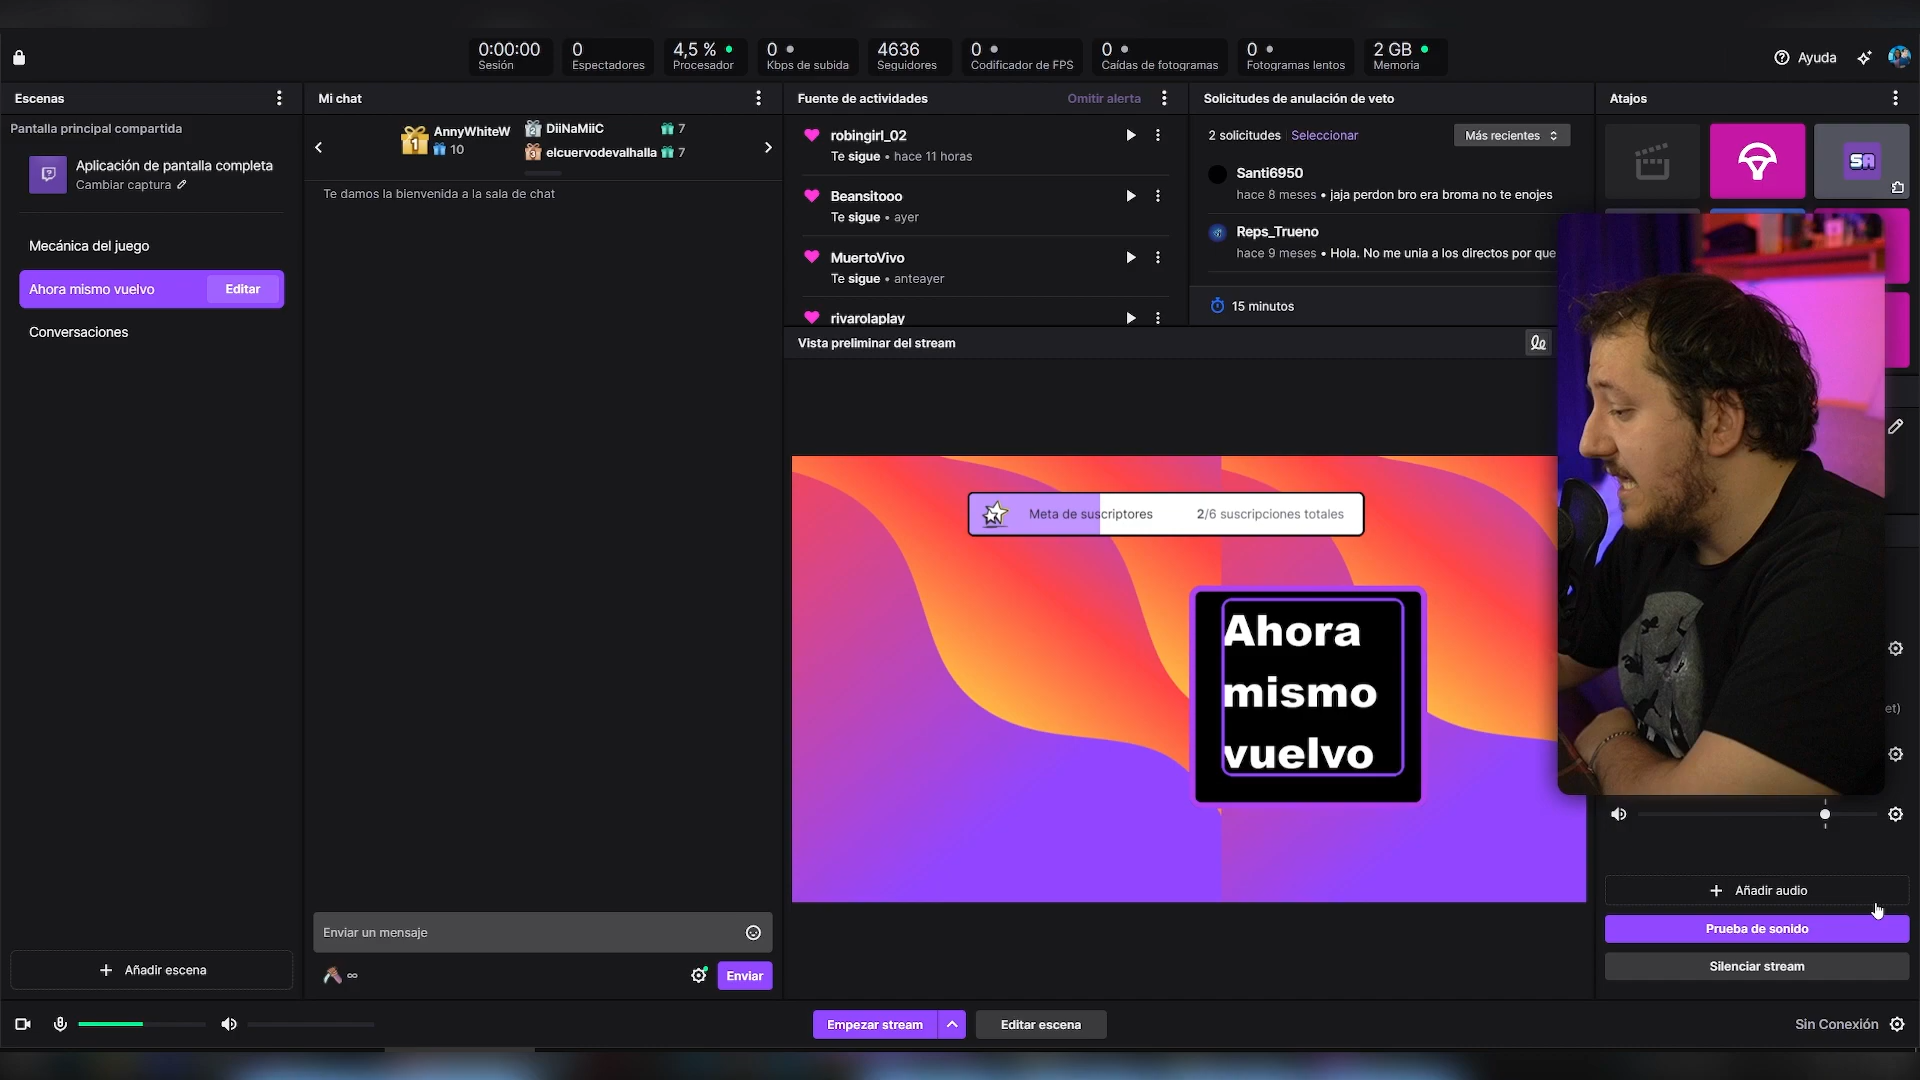 0:00:00
Sesión
0
Espectadores
4,5 %
Procesador
0
Kbps de subida
4636
Seguidores
0
Codificador de FPS
0
Caídas de fotogramas
0
Fotogramas lentos
2 GB
Memoria
Ayuda
Escenas
Pantalla principal compartida
Aplicación de pantalla completa
Cambiar captura
Mecánica del juego
Ahora mismo vuelvo
Editar
Conversaciones
Añadir escena
Mi chat
1
AnnyWhiteW
10
2
DiiNaMiiC
7
3
elcuervodevalhalla
7
Te damos la bienvenida a la sala de chat
Enviar un mensaje
∞
Enviar
Fuente de actividades
Omitir alerta
robingirl_02
Te sigue • hace 11 horas
Beansitooo
Te sigue • ayer
MuertoVivo
Te sigue • anteayer
rivarolaplay
Solicitudes de anulación de veto
2 solicitudes Seleccionar
Más recientes
Santi6950
hace 8 meses • jaja perdon bro era broma no te enojes
Reps_Trueno
hace 9 meses • Hola. No me unia a los directos por que
15 minutos
Vista preliminar del stream
Meta de suscriptores
2/6 suscripciones totales
Ahora
mismo
vuelvo
Atajos
SA
et)
Añadir audio
Prueba de sonido
Silenciar stream
Empezar stream
Editar escena
Sin Conexión